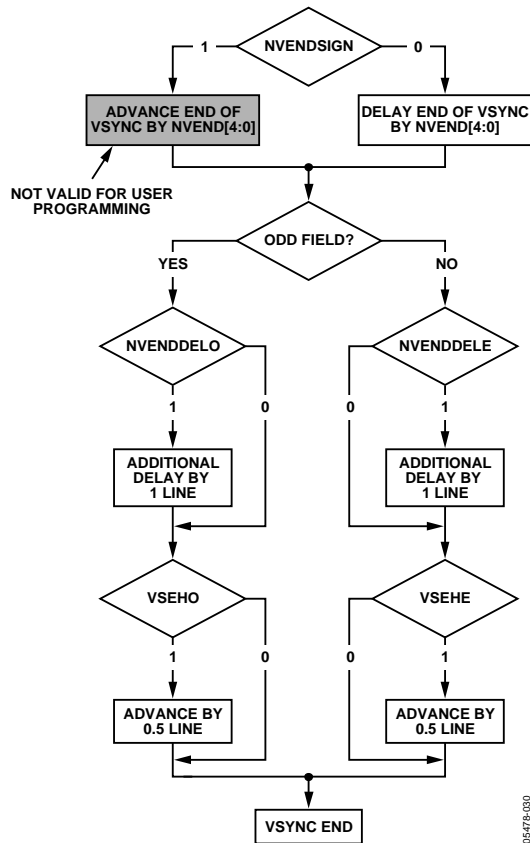 NVENDSIGN
1
0
ADVANCE END OF
VSYNC BY NVEND[4:0]
DELAY END OF VSYNC
BY NVEND[4:0]
NOT VALID FOR USER
PROGRAMMING
ODD FIELD?
YES
NO
NVENDDELO
NVENDDELE
1
0
0
1
ADDITIONAL
DELAY BY
1 LINE
ADDITIONAL
DELAY BY
1 LINE
VSEHO
VSEHE
1
0
0
1
ADVANCE BY
0.5 LINE
ADVANCE BY
0.5 LINE
VSYNC END
05478-030